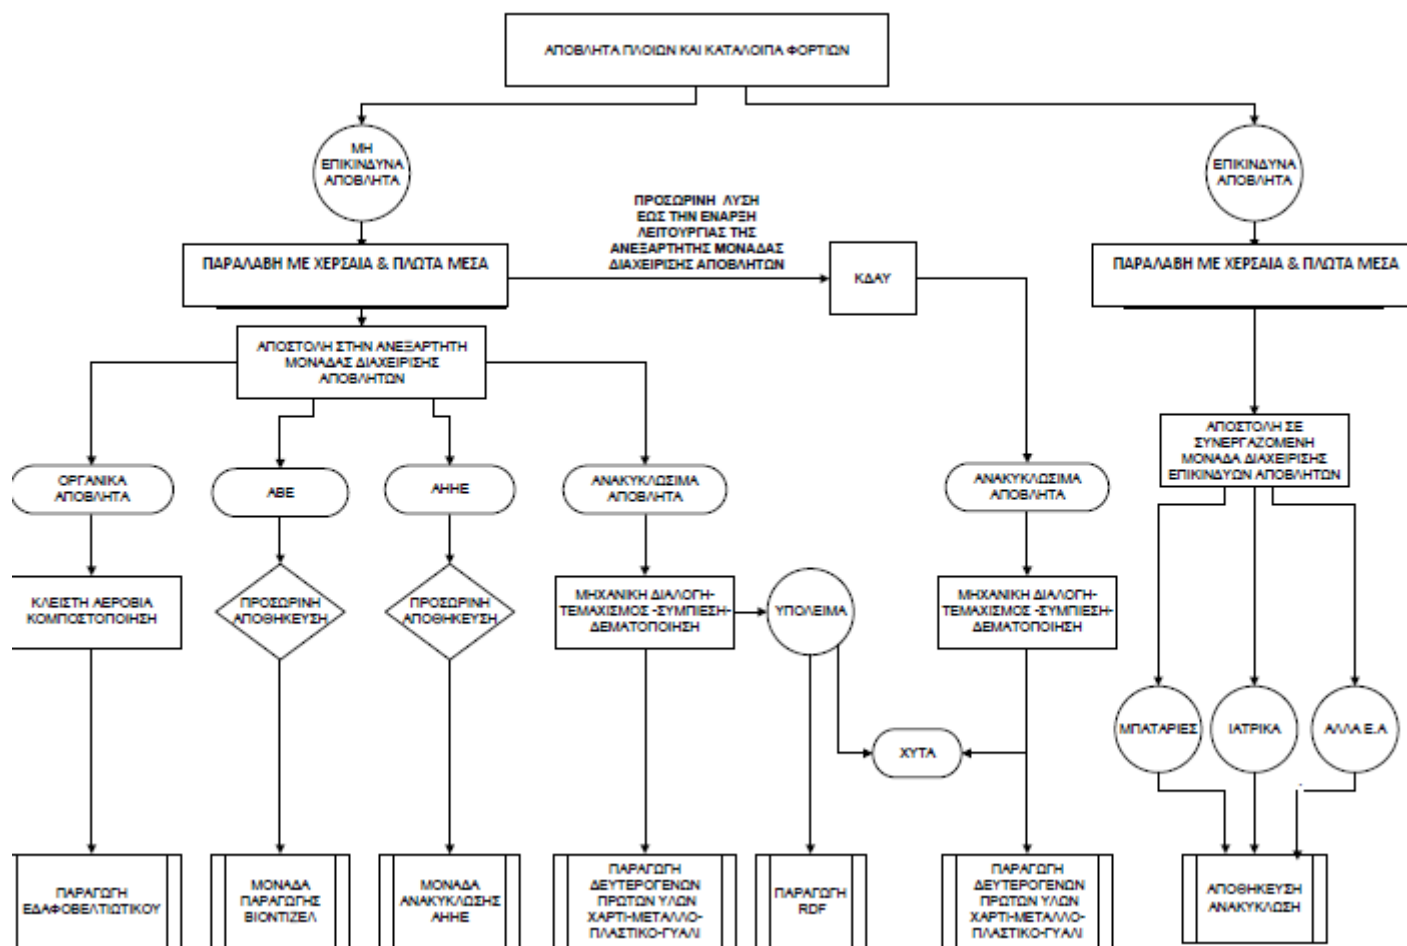 ΑΠΟΒΛΗΤΑ ΠΛΟΙΩΝ ΚΑΙ ΚΑΤΑΛΟΙΠΑ ΦΟΡΤΙΩΝ
ΜΗ
ΕΠΙΚΙΝΔΥΝΑ
ΑΠΟΒΛΗΤΑ
ΕΠΙΚΙΝΔΥΝΑ
ΑΠΟΒΛΗΤΑ
ΠΡΟΣΩΡΙΝΗ ΛΥΣΗ
ΕΩΣ ΤΗΝ ΕΝΑΡΞΗ
ΛΕΙΤΟΥΡΓΙΑΣ ΤΗΣ
ΑΝΕΞΑΡΤΗΤΗΣ ΜΟΝΑΔΑΣ
ΔΙΑΧΕΙΡΙΣΗΣ ΑΠΟΒΛΗΤΩΝ
ΠΑΡΑΛΑΒΗ ΜΕ ΧΕΡΣΑΙΑ & ΠΛΩΤΑ ΜΕΣΑ
ΚΔΑΥ
ΠΑΡΑΛΑΒΗ ΜΕ ΧΕΡΣΑΙΑ & ΠΛΩΤΑ ΜΕΣΑ
ΑΠΟΣΤΟΛΗ ΣΤΗΝ ΑΝΕΞΑΡΤΗΤΗ
ΜΟΝΑΔΑΣ ΔΙΑΧΕΙΡΙΣΗΣ
ΑΠΟΒΛΗΤΩΝ
ΑΠΟΣΤΟΛΗ ΣΕ
ΣΥΝΕΡΓΑΖΟΜΕΝΗ
ΜΟΝΑΔΑ ΔΙΑΧΕΙΡΙΣΗΣ
ΕΠΙΚΙΝΔΥΩΝ ΑΠΟΒΛΗΤΩΝ
ΟΡΓΑΝΙΚΑ
ΑΠΟΒΛΗΤΑ
ΑΒΕ
ΑΗΗΕ
ΑΝΑΚΥΚΛΩΣΙΜΑ
ΑΠΟΒΛΗΤΑ
ΑΝΑΚΥΚΛΩΣΙΜΑ
ΑΠΟΒΛΗΤΑ
ΚΛΕΙΣΤΗ ΑΕΡΟΒΙΑ
ΚΟΜΠΟΣΤΟΠΟΙΗΣΗ
ΠΡΟΣΩΡΙΝΗ
ΑΠΟΘΗΚΕΥΣΗ
ΠΡΟΣΩΡΙΝΗ
ΑΠΟΘΗΚΕΥΣΗ
ΜΗΧΑΝΙΚΗ ΔΙΑΛΟΓΗ-
ΤΕΜΑΧΙΣΜΟΣ -ΣΥΜΠΙΕΣΗ-
ΔΕΜΑΤΟΠΟΙΗΣΗ
ΥΠΟΛΕΙΜΑ
ΜΗΧΑΝΙΚΗ ΔΙΑΛΟΓΗ-
ΤΕΜΑΧΙΣΜΟΣ -ΣΥΜΠΙΕΣΗ-
ΔΕΜΑΤΟΠΟΙΗΣΗ
ΧΥΤΑ
ΜΠΑΤΑΡΙΕΣ
ΙΑΤΡΙΚΑ
ΑΛΛΑ Ε.Α
ΠΑΡΑΓΩΓΗ
ΕΔΑΦΟΒΕΛΤΙΩΤΙΚΟΥ
ΜΟΝΑΔΑ
ΠΑΡΑΓΩΓΗΣ
ΒΙΟΝΤΙΖΕΛ
ΜΟΝΑΔΑ
ΑΝΑΚΥΚΛΩΣΗΣ
ΑΗΗΕ
ΠΑΡΑΓΩΓΗ
ΔΕΥΤΕΡΟΓΕΝΩΝ
ΠΡΩΤΩΝ ΥΛΩΝ
ΧΑΡΤΙ-ΜΕΤΑΛΛΟ-
ΠΛΑΣΤΙΚΟ-ΓΥΑΛΙ
ΠΑΡΑΓΩΓΗ
RDF
ΠΑΡΑΓΩΓΗ
ΔΕΥΤΕΡΟΓΕΝΩΝ
ΠΡΩΤΩΝ ΥΛΩΝ
ΧΑΡΤΙ-ΜΕΤΑΛΛΟ-
ΠΛΑΣΤΙΚΟ-ΓΥΑΛΙ
ΑΠΟΘΗΚΕΥΣΗ
ΑΝΑΚΥΚΛΩΣΗ